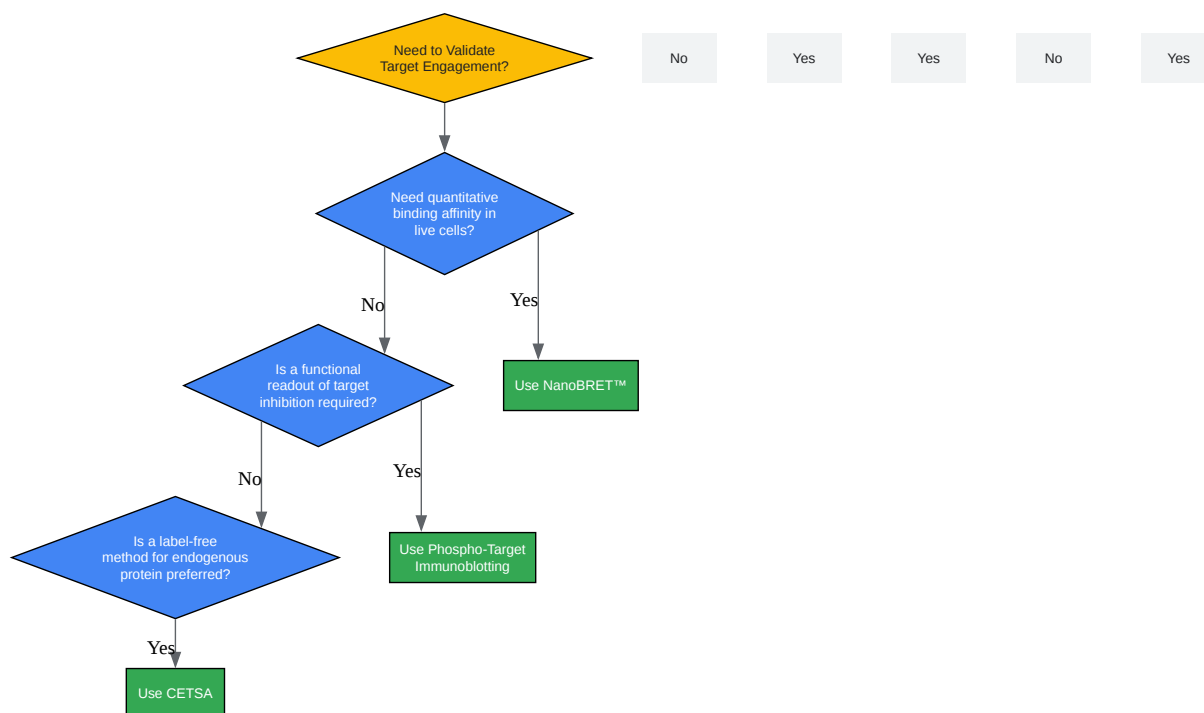 Need to Validate
Target Engagement?
No
Yes
Yes
No
Yes
Need quantitative
binding affinity in
live cells?
No
Yes
Is a functional
readout of target
inhibition required?
Use NanoBRET™
No
Yes
Is a label-free
method for endogenous
protein preferred?
Use Phospho-Target
Immunoblotting
Yes
Use CETSA